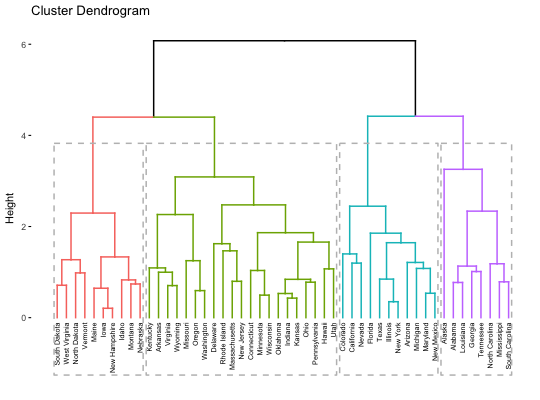 Cluster Dendrogram
Height
6
4
2
0
South Dakota
West Virginia
North Dakota
Vermont
Maine
Iowa
New Hampshire
Idaho
Montana
Nebraska
Kentucky
Arkansas
Virginia
Wyoming
Missouri
Oregon
Washington
Delaware
Rhode Island
Massachusetts
New Jersey
Connecticut
Minnesota
Wisconsin
Oklahoma
Indiana
Kansas
Ohio
Pennsylvania
Hawaii
Utah
Colorado
California
Nevada
Florida
Texas
Illinois
New York
Arizona
Michigan
Maryland
New Mexico
Alaska
Alabama
Louisiana
Georgia
Tennessee
North Carolina
Mississippi
South Carolina